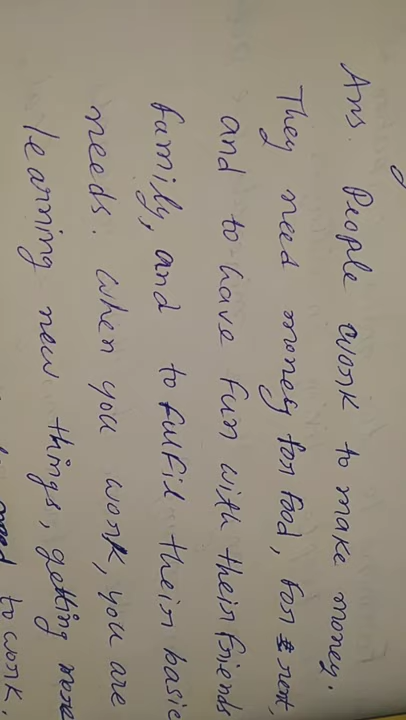 Ans. People work to make money.
They need money for food, for rent,
and to have fun with their friends
family, and to fulfil their basic
needs. When you work, you are
learning new things, getting more
need to work.